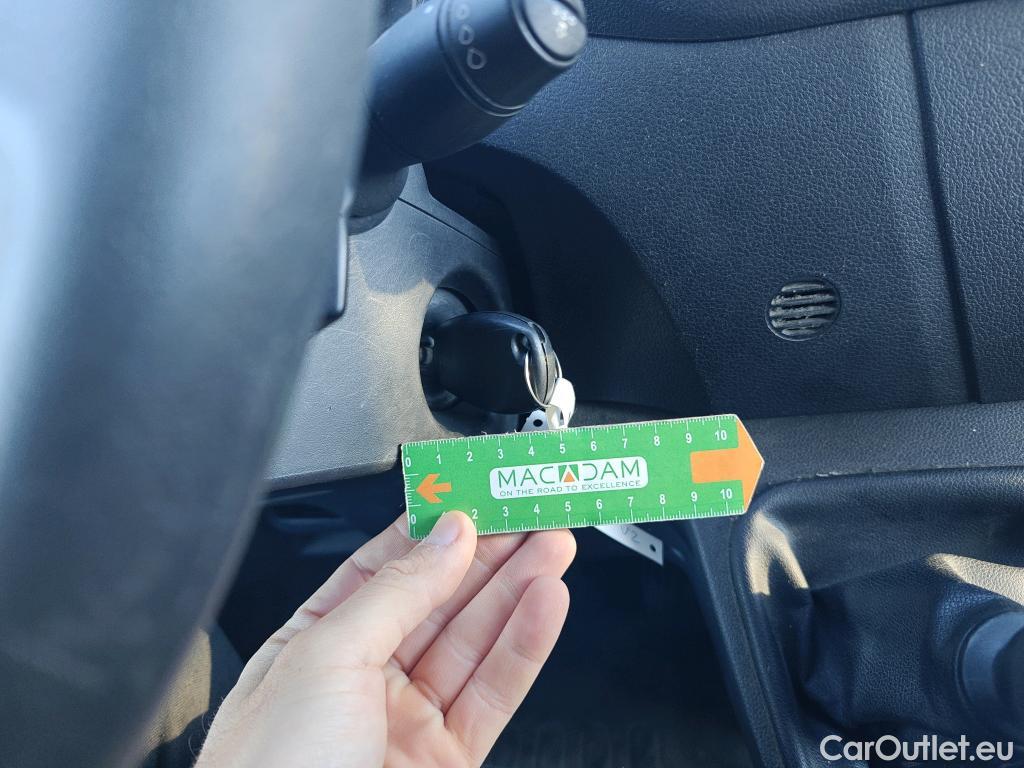 0 1 2 3 4 5 6 7 8 9 10
MACADAM
ON THE ROAD TO EXCELLENCE
0 1 2 3 4 5 6 7 8 9 10
CarOutlet.eu